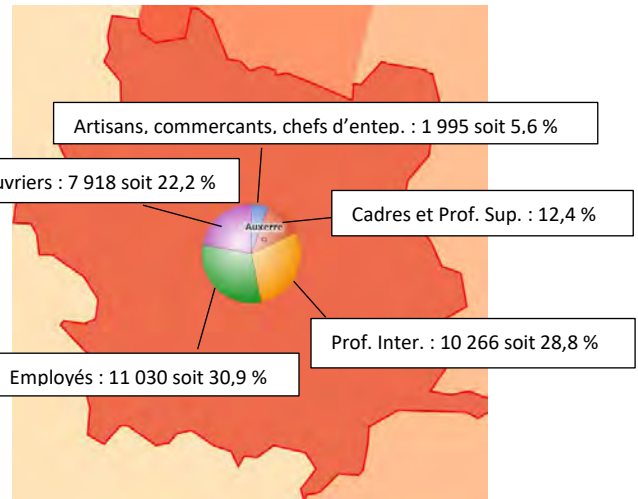 Artisans, commerçants, chefs d'entep. : 1 995 soit 5,6 %
uvriers : 7 918 soit 22,2 %
Auxerre
Cadres et Prof. Sup. : 12,4 %
Prof. Inter. : 10 266 soit 28,8 %
Employés : 11 030 soit 30,9 %